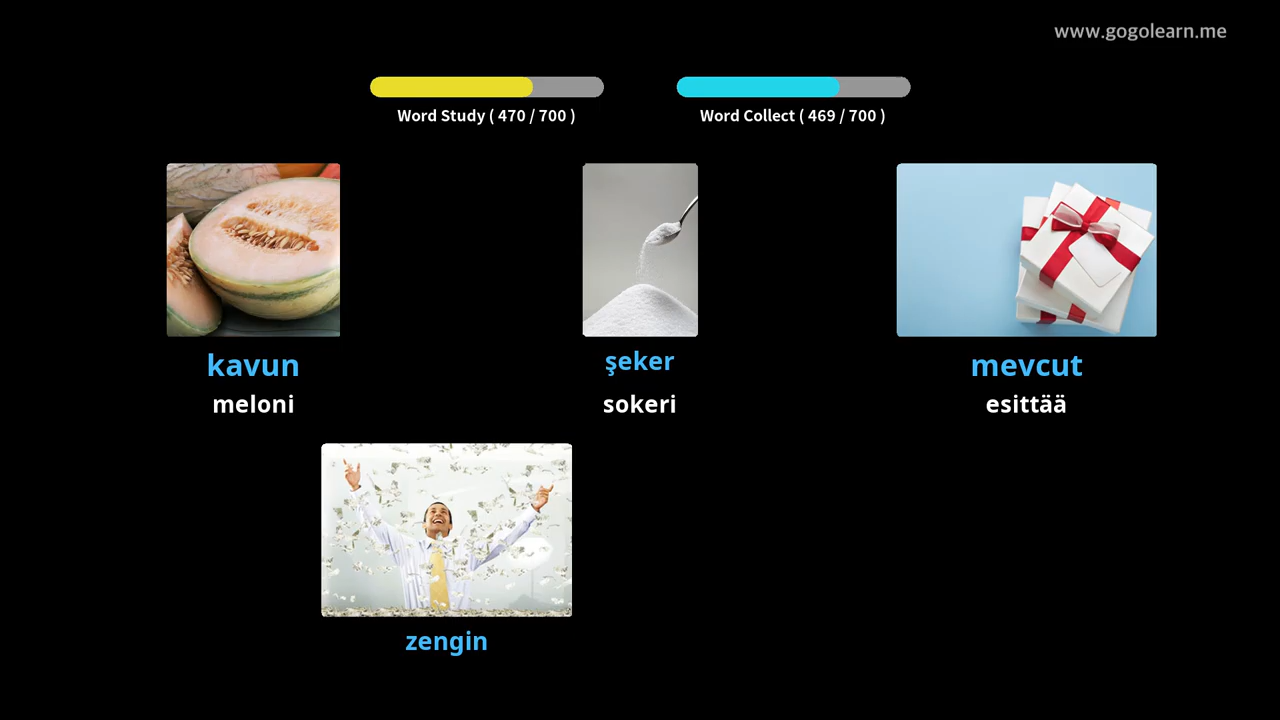 www.gogolearn.me
Word Study ( 470 / 700 )
Word Collect ( 469 / 700 )
kavun
meloni
şeker
sokeri
mevcut
esittää
zengin